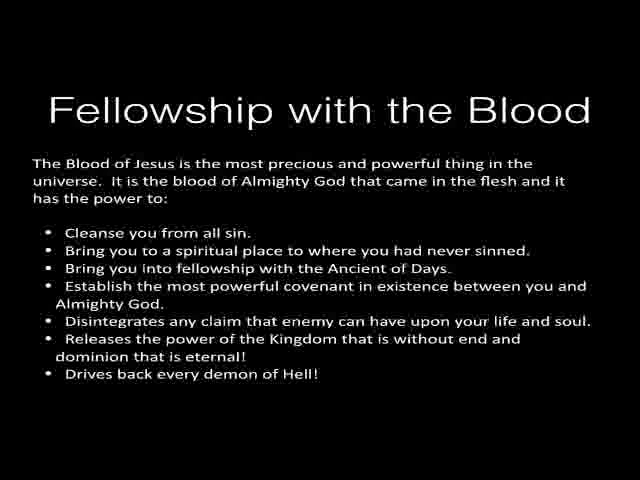 Fellowship with the Blood
The Blood of Jesus is the most precious and powerful thing in the
universe. It is the blood of Almighty God that came in the flesh and it
has the power to:
• Cleanse you from all sin.
• Bring you to a spiritual place to where you had never sinned.
• Bring you into fellowship with the Ancient of Days.
• Establish the most powerful covenant in existence between you and
Almighty God.
• Disintegrates any claim that enemy can have upon your life and soul.
• Releases the power of the Kingdom that is without end and
dominion that is eternal!
• Drives back every demon of Hell!